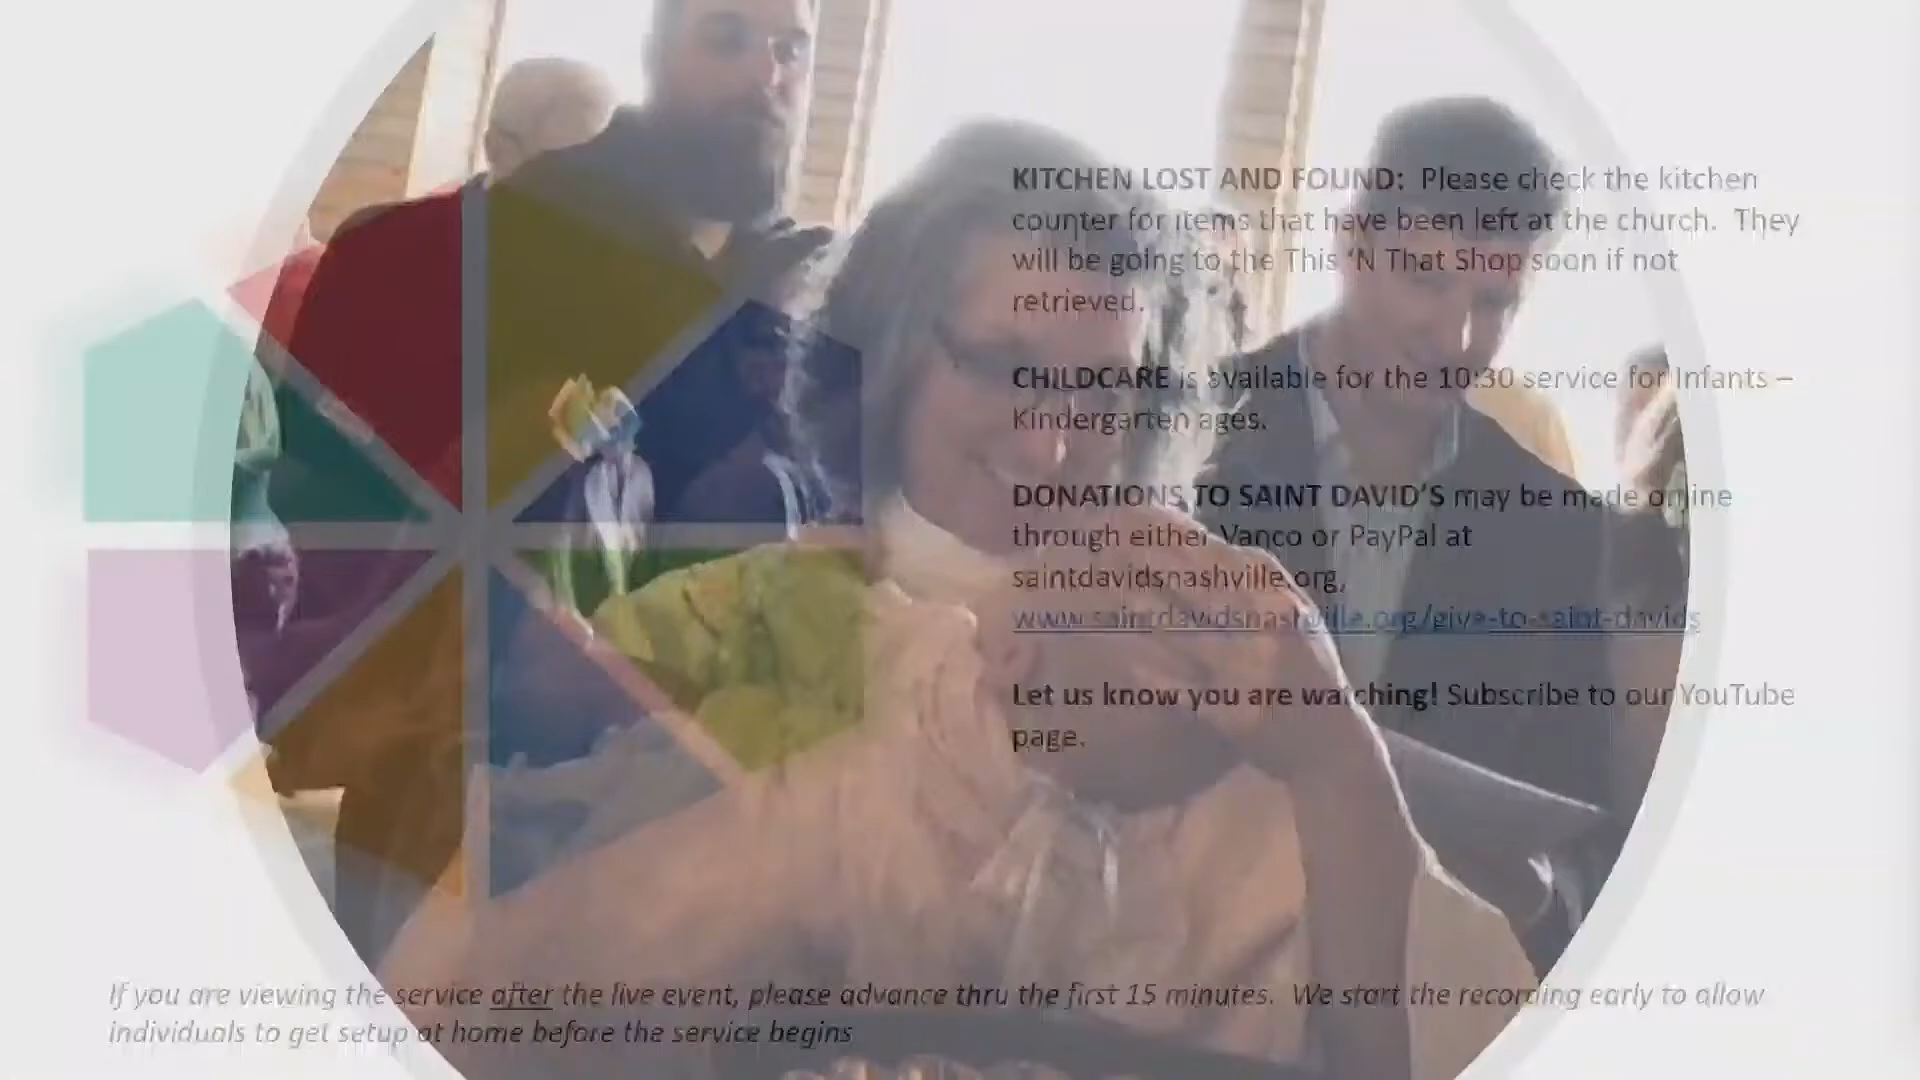 KITCHEN LOST AND FOUND: Please check the kitchen
counter for items that have been left at the church. They
will be going to the This ‘N That Shop soon if not
retrieved.
CHILDCARE is available for the 10:30 service for Infants –
Kindergarten ages.
DONATIONS TO SAINT DAVID’S may be made online
through either Vanco or PayPal at
saintdavidsnashville.org,
www.saintdavidsnashville.org/give-to-saint-davids
Let us know you are watching! Subscribe to our YouTube
page.
If you are viewing the service after the live event, please advance thru the first 15 minutes. We start the recording early to allow
individuals to get setup at home before the service begins